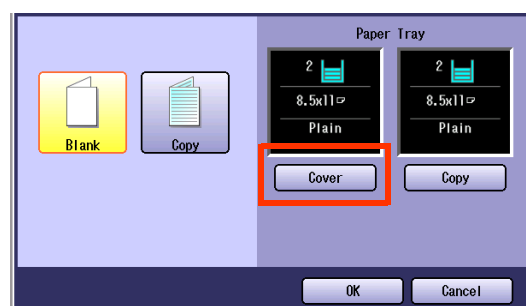 Paper Tray
2
2
8.5x11
8.5x11
Plain
Plain
Blank
Copy
Cover
Copy
OK
Cancel